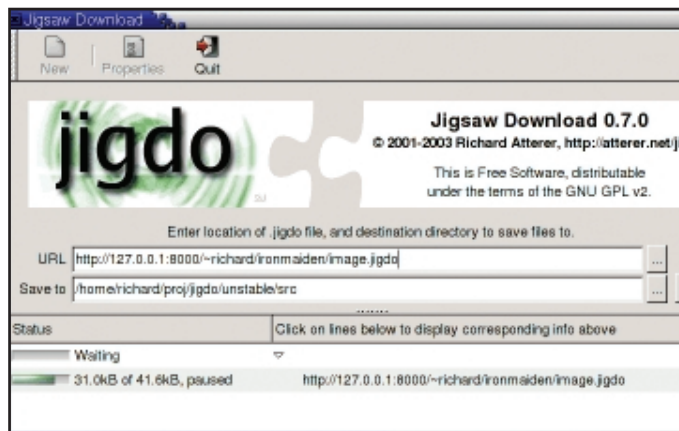 Jigsaw Download
New Properties Quit
jigdo
SM
Jigsaw Download 0.7.0
© 2001-2003 Richard Atterer, http://atterer.net/ji
This is Free Software, distributable
under the terms of the GNU GPL v2.
Enter location of .jigdo file, and destination directory to save files to.
URL http://127.0.0.1:8000/~richard/ironmaiden/image.jigdo ...
Save to /home/richard/proj/jigdo/unstable/src ...
Status Click on lines below to display corresponding info above
Waiting
31.0kB of 41.6kB, paused http://127.0.0.1:8000/~richard/ironmaiden/image.jigdo